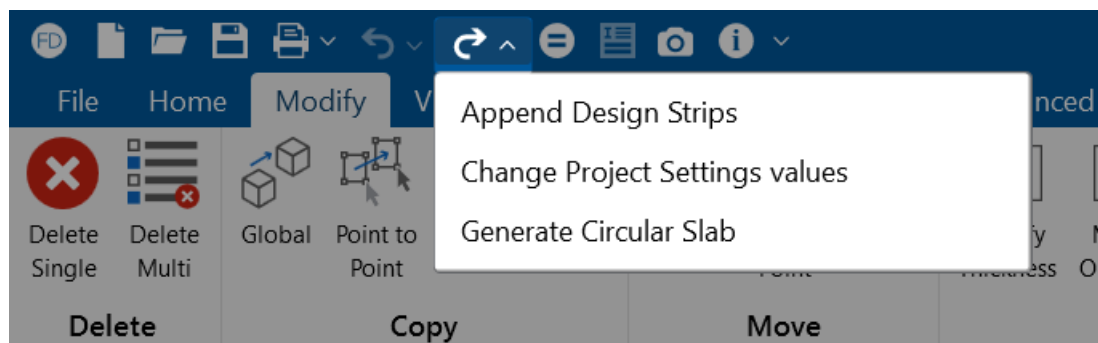 FD
File Home Modify V nced
Append Design Strips
Change Project Settings values
Generate Circular Slab
Delete Single
Delete Multi
Global
Point to Point
Delete
Copy
Move